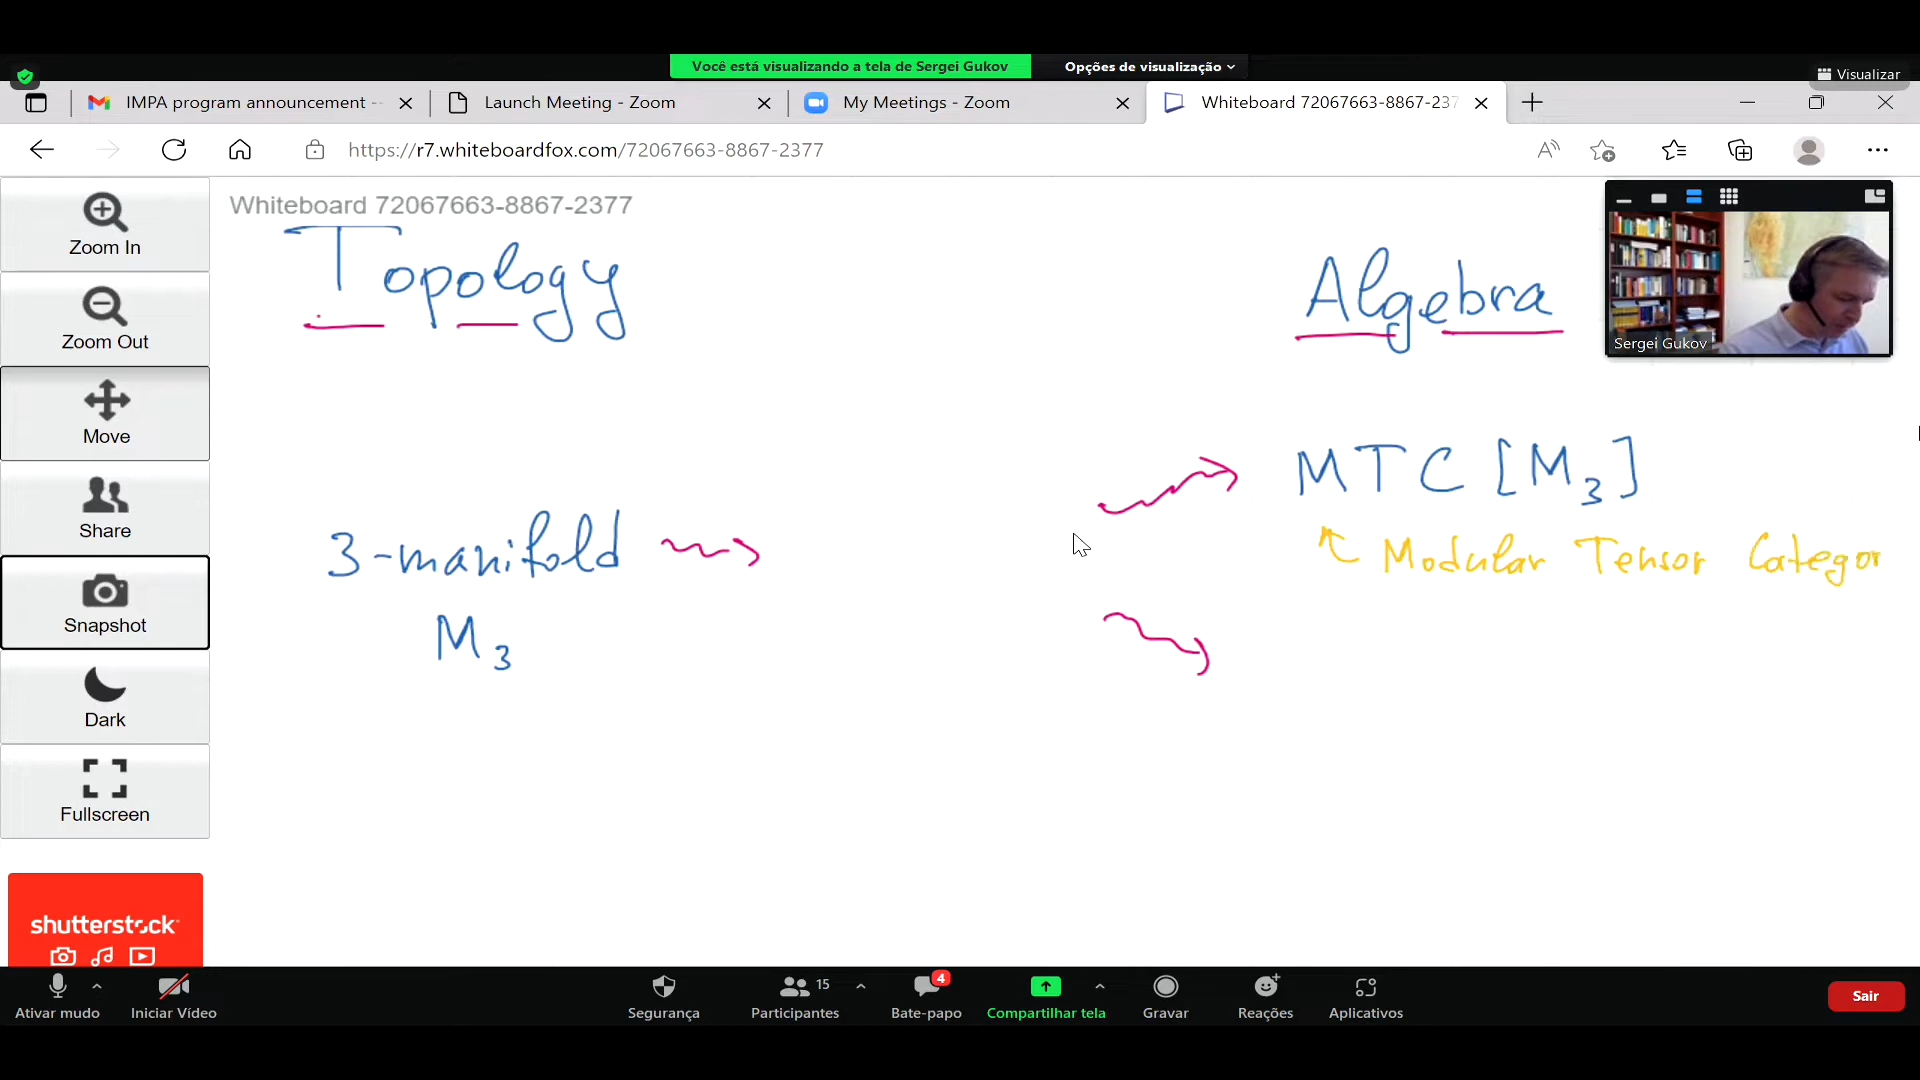 Você está visualizando a tela de Sergei Gukov
Opções de visualização
Visualizar
IMPA program announcement -
Launch Meeting - Zoom
My Meetings - Zoom
Whiteboard 72067663-8867-237
https://r7.whiteboardfox.com/72067663-8867-2377
Whiteboard 72067663-8867-2377
Zoom In
Zoom Out
Move
Share
Snapshot
Dark
Fullscreen
shutterstock
Topology
Algebra
Sergei Gukov
MTC [M3]
Modular Tensor Categor
3-manifold
M3
Ativar mudo
Iniciar Vídeo
Segurança
15
Participantes
4
Bate-papo
Compartilhar tela
Gravar
Reações
Aplicativos
Sair